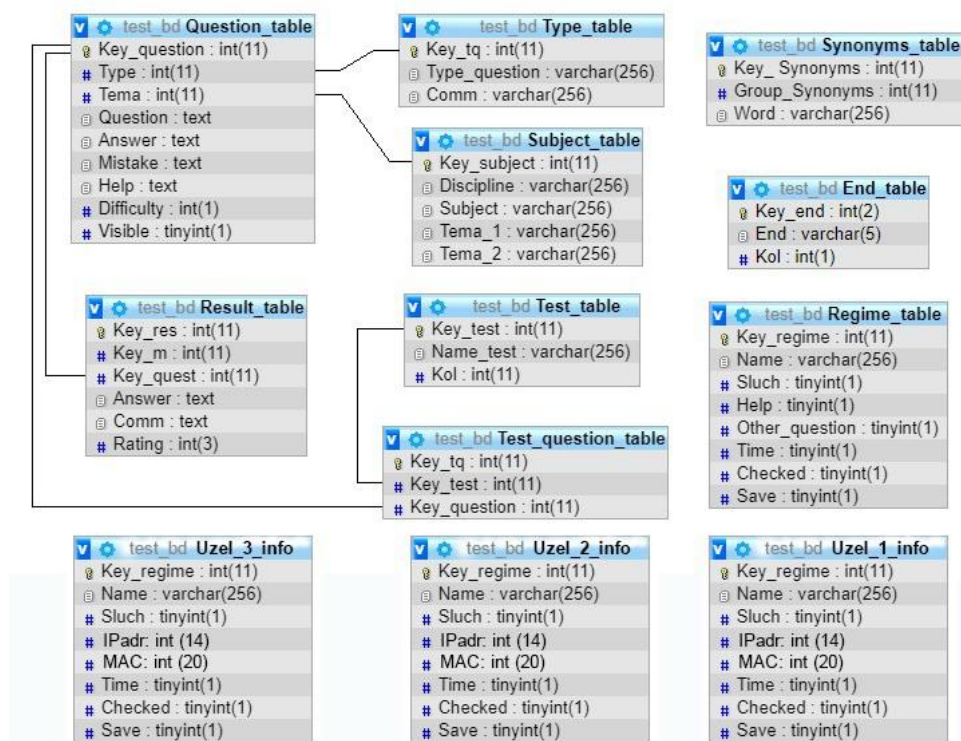 test_bd Question_table
Key_question : int(11)
Type : int(11)
Tema : int(11)
Question : text
Answer : text
Mistake : text
Help : text
Difficulty : int(1)
Visible : tinyint(1)
test_bd Type_table
Key_tq : int(11)
Type_question : varchar(256)
Comm : varchar(256)
test_bd Synonyms_table
Key_ Synonyms : int(11)
Group_Synonyms : int(11)
Word : varchar(256)
test_bd Subject_table
Key_subject : int(11)
Discipline : varchar(256)
Subject : varchar(256)
Tema_1 : varchar(256)
Tema_2 : varchar(256)
test_bd End_table
Key_end : int(2)
End : varchar(5)
Kol : int(1)
test_bd Result_table
Key_res : int(11)
Key_m : int(11)
Key_quest : int(11)
Answer : text
Comm : text
Rating : int(3)
test_bd Test_table
Key_test : int(11)
Name_test : varchar(256)
Kol : int(11)
test_bd Regime_table
Key_regime : int(11)
Name : varchar(256)
Sluch : tinyint(1)
Help : tinyint(1)
Other_question : tinyint(1)
Time : tinyint(1)
Checked : tinyint(1)
Save : tinyint(1)
test_bd Test_question_table
Key_tq : int(11)
Key_test : int(11)
Key_question : int(11)
test_bd Uzel_3_info
Key_regime : int(11)
Name : varchar(256)
Sluch : tinyint(1)
IPadr: int (14)
MAC: int (20)
Time : tinyint(1)
Checked : tinyint(1)
Save : tinyint(1)
test_bd Uzel_2_info
Key_regime : int(11)
Name : varchar(256)
Sluch : tinyint(1)
IPadr: int (14)
MAC: int (20)
Time : tinyint(1)
Checked : tinyint(1)
Save : tinyint(1)
test_bd Uzel_1_info
Key_regime : int(11)
Name : varchar(256)
Sluch : tinyint(1)
IPadr: int (14)
MAC: int (20)
Time : tinyint(1)
Checked : tinyint(1)
Save : tinyint(1)